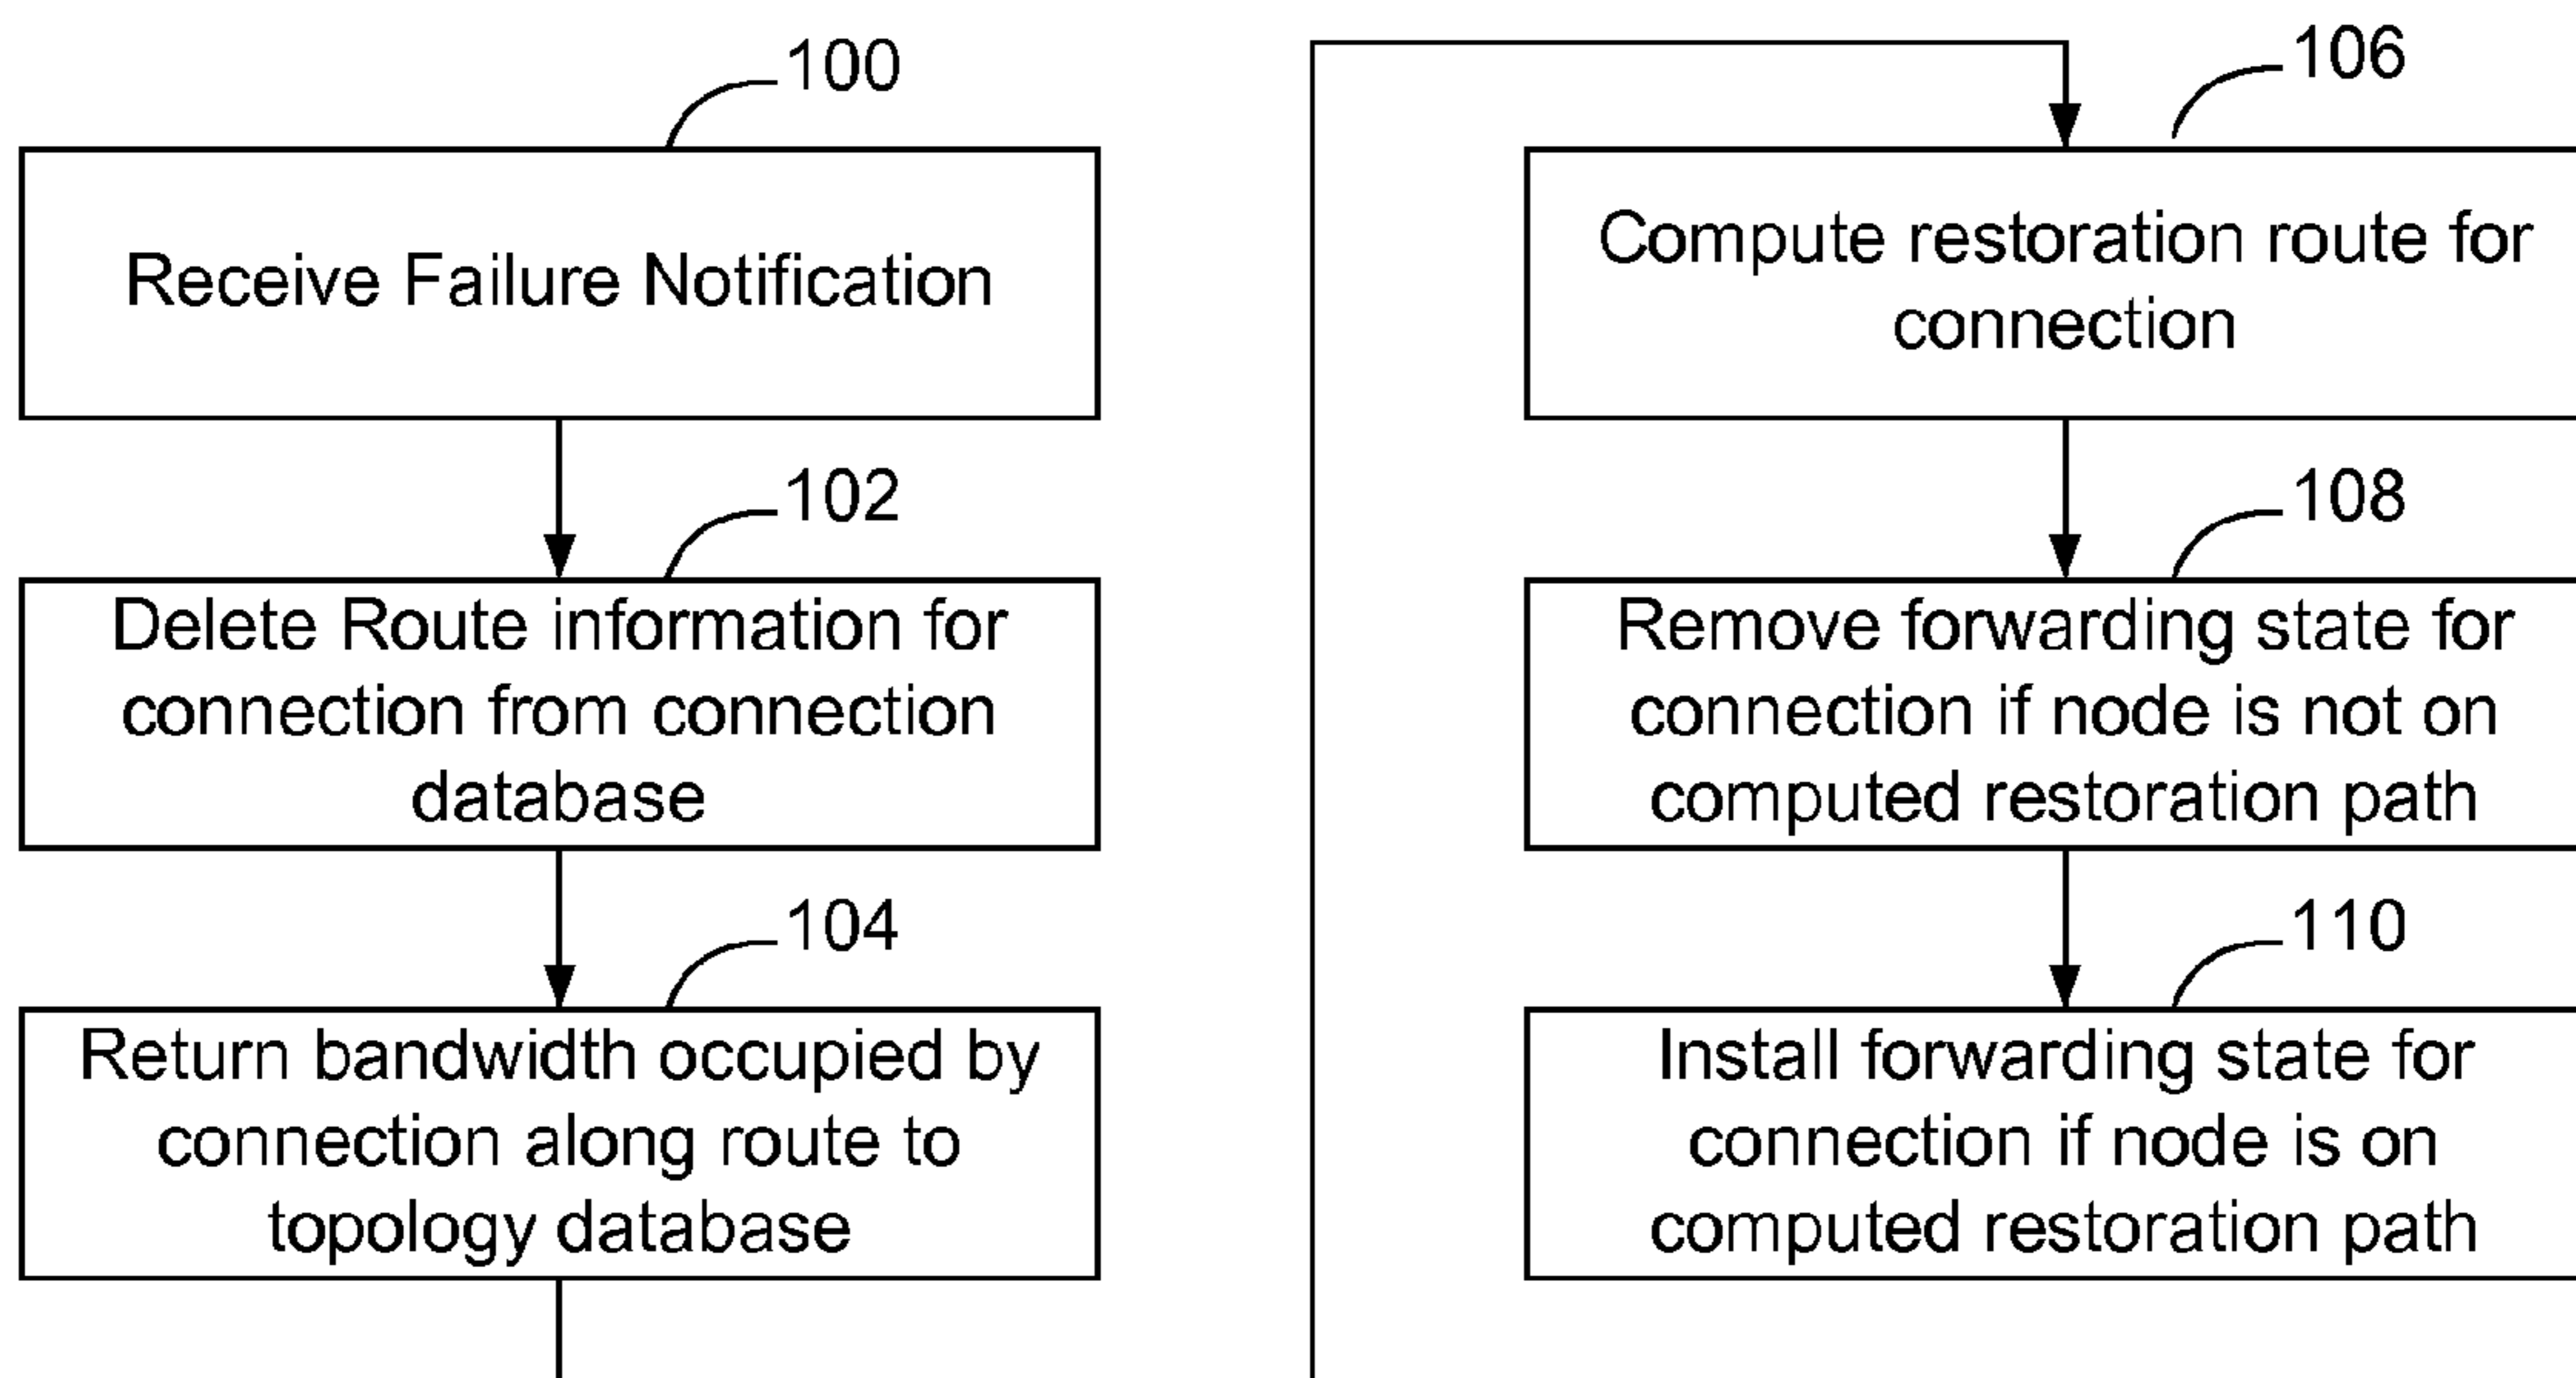 100
Receive Failure Notification
102
Delete Route information for
connection from connection
database
104
Return bandwidth occupied by
connection along route to
topology database
106
Compute restoration route for
connection
108
Remove forwarding state for
connection if node is not on
computed restoration path
110
Install forwarding state for
connection if node is on
computed restoration path